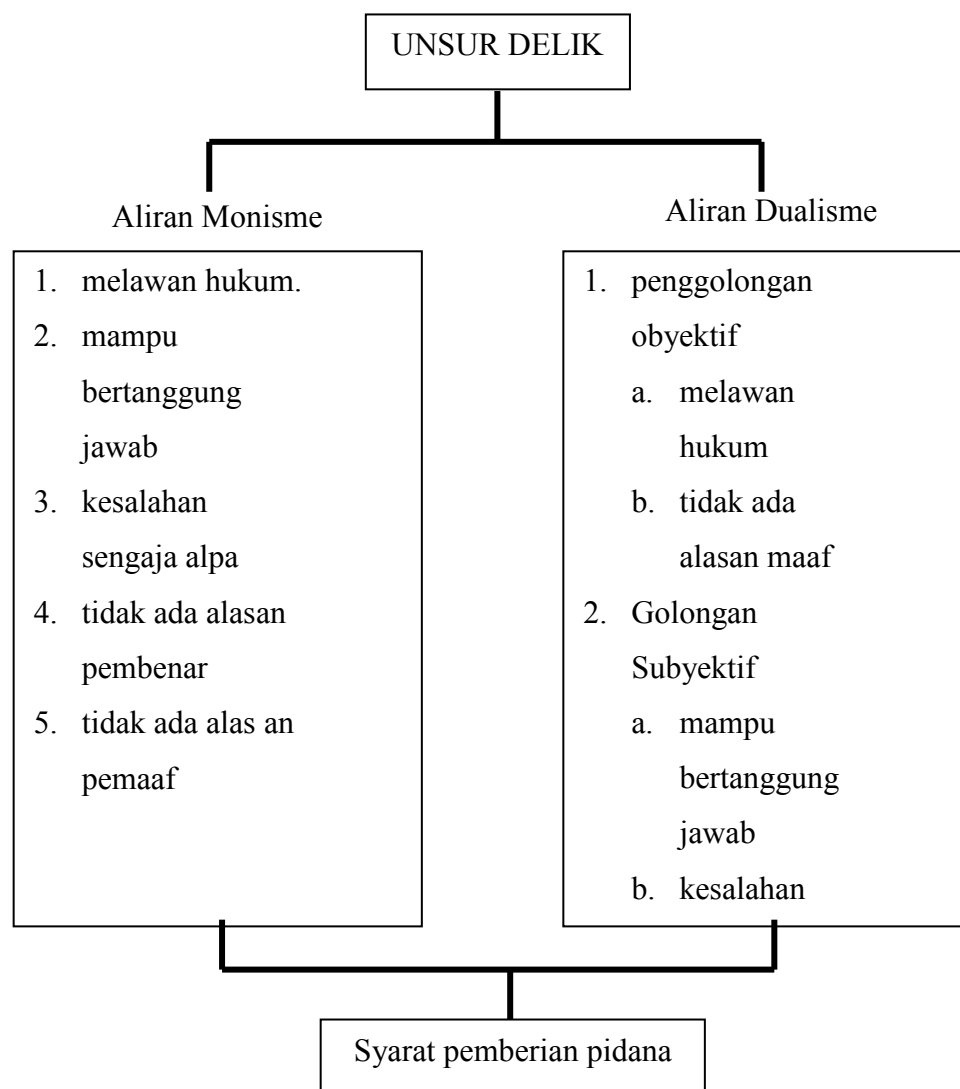 UNSUR DELIK
Aliran Monisme
1. melawan hukum.
2. mampu
bertanggung
jawab
3. kesalahan
sengaja alpa
4. tidak ada alasan
pembenar
5. tidak ada alas an
pemaaf
Aliran Dualisme
1. penggolongan
obyektif
a. melawan
hukum
b. tidak ada
alasan maaf
2. Golongan
Subyektif
a. mampu
bertanggung
jawab
b. kesalahan
Syarat pemberian pidana